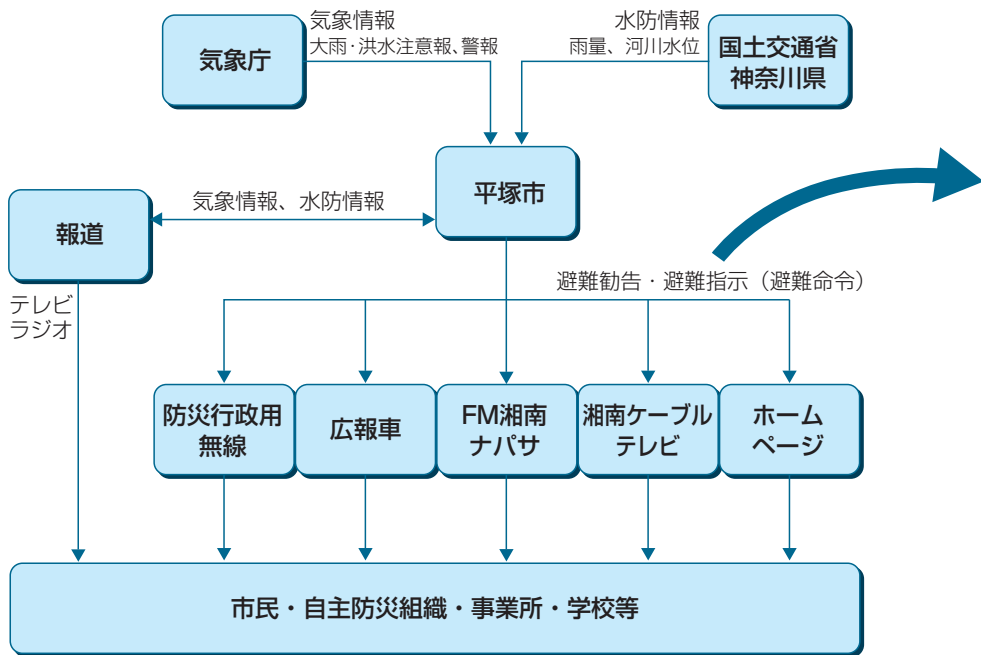 気象情報
大雨・洪水注意報、警報
水防情報
雨量、河川水位
気象庁
国土交通省
神奈川県
平塚市
気象情報、水防情報
報道
テレビ
ラジオ
避難勧告・避難指示（避難命令）
防災行政用
無線
広報車
FM湘南
ナパサ
湘南ケーブル
テレビ
ホーム
ページ
市民・自主防災組織・事業所・学校等